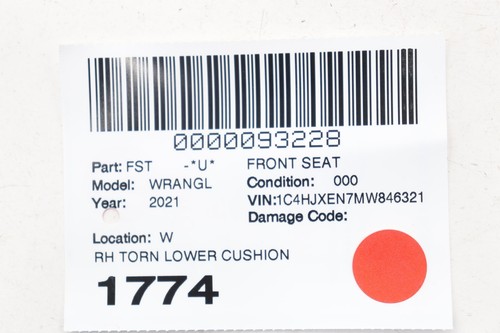 0000093228
Part: FST -*U* FRONT SEAT
Model: WRANGL Condition: 000
Year: 2021 VIN:1C4HJXEN7MW846321
Damage Code:
Location: W
RH TORN LOWER CUSHION
1774